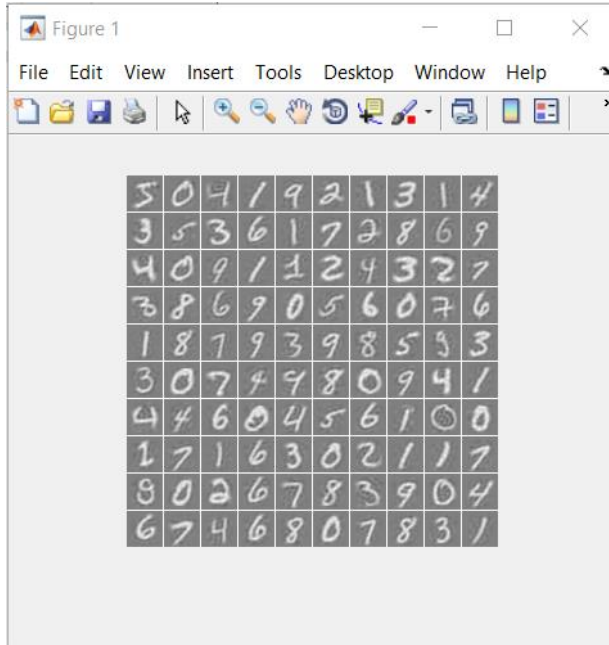 Figure 1
File Edit View Insert Tools Desktop Window Help
5 0 4 1 9 2 1 3 1 4
3 5 3 6 1 7 2 8 6 9
4 0 9 1 1 2 4 3 2 7
3 8 6 9 0 5 6 0 7 6
1 8 7 9 3 9 8 5 9 3
3 0 7 4 9 8 0 9 4 1
4 4 6 0 4 5 6 1 0 0
1 7 1 6 3 0 2 1 1 7
9 0 2 6 7 8 3 9 0 4
6 7 4 6 8 0 7 8 3 1